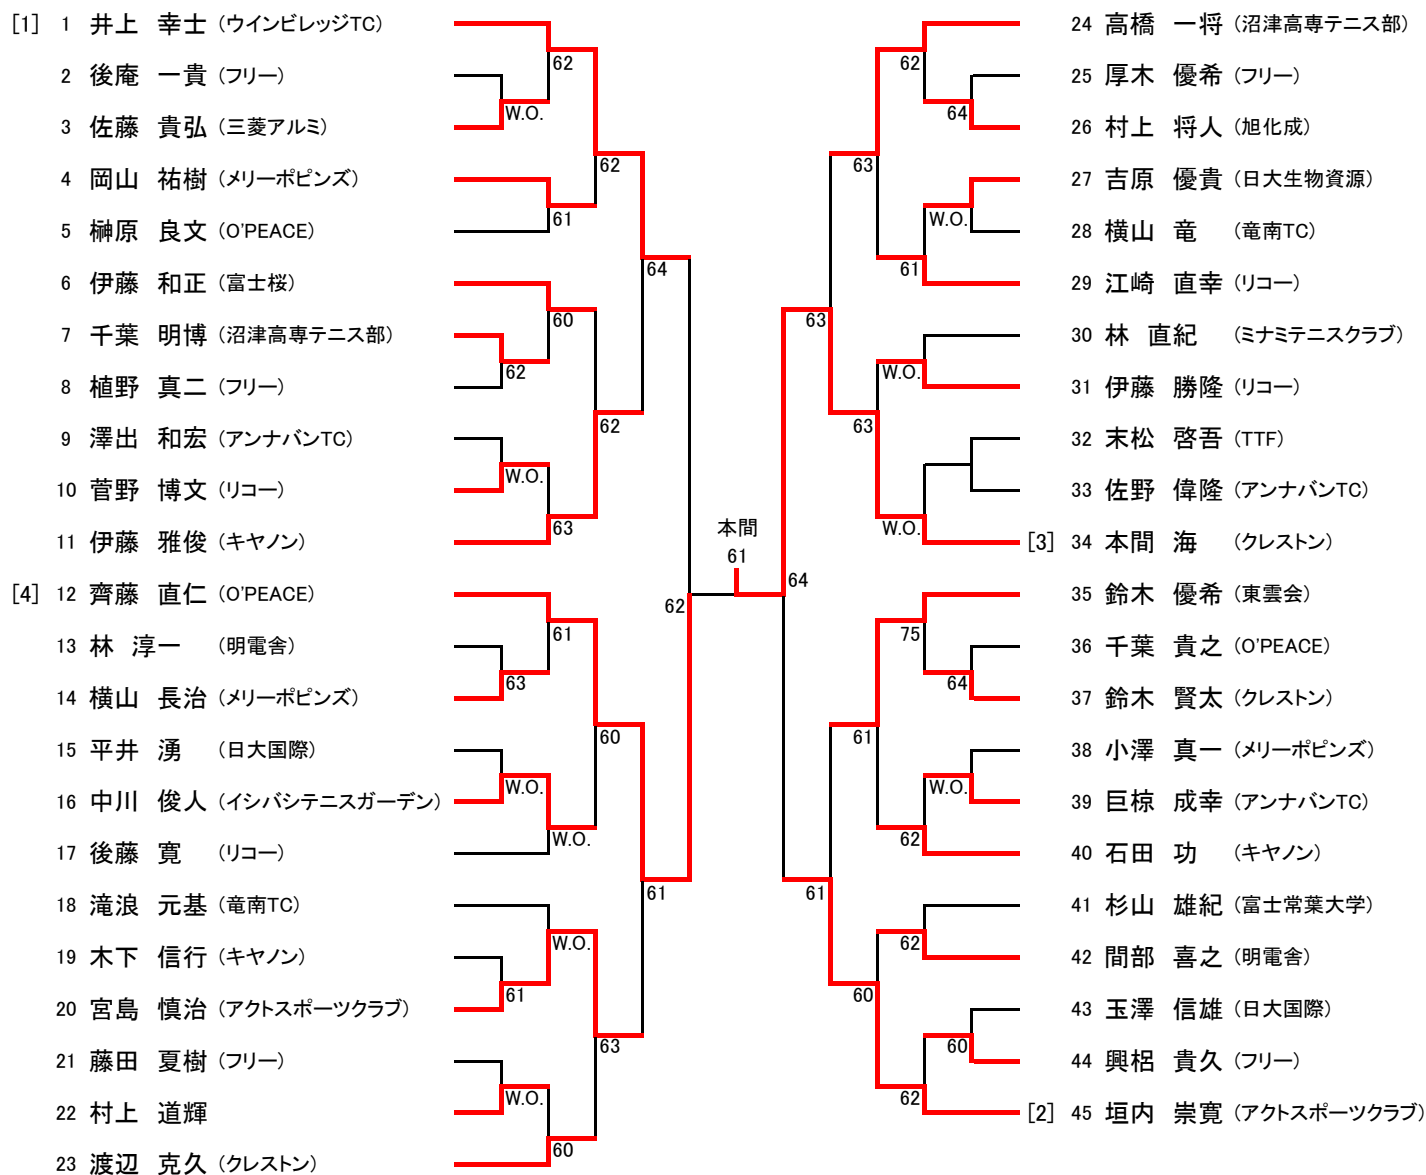 [1] 1 井上 幸士 (ウインビレッジTC)
2 後庵 一貴 (フリー)
3 佐藤 貴弘 (三菱アルミ)
4 岡山 祐樹 (メリーポピンズ)
5 榊原 良文 (O'PEACE)
6 伊藤 和正 (富士桜)
7 千葉 明博 (沼津高専テニス部)
8 植野 真二 (フリー)
9 澤出 和宏 (アンナバンTC)
10 菅野 博文 (リコー)
11 伊藤 雅俊 (キヤノン)
[4] 12 齊藤 直仁 (O'PEACE)
13 林 淳一 (明電舎)
14 横山 長治 (メリーポピンズ)
15 平井 湧 (日大国際)
16 中川 俊人 (イシバシテニスガーデン)
17 後藤 寛 (リコー)
18 滝浪 元基 (竜南TC)
19 木下 信行 (キヤノン)
20 宮島 慎治 (アクトスポーツクラブ)
21 藤田 夏樹 (フリー)
22 村上 道輝
23 渡辺 克久 (クレストン)
W.O.
62
W.O.
61
63
W.O.
61
W.O.
62
61
60
63
61
W.O.
W.O.
60
62
62
60
63
64
61
62
本間
61
64
63
61
63
63
61
60
62
61
W.O.
W.O.
75
62
62
62
64
W.O.
64
W.O.
60
24 高橋 一将 (沼津高専テニス部)
25 厚木 優希 (フリー)
26 村上 将人 (旭化成)
27 吉原 優貴 (日大生物資源)
28 横山 竜 (竜南TC)
29 江崎 直幸 (リコー)
30 林 直紀 (ミナミテニスクラブ)
31 伊藤 勝隆 (リコー)
32 末松 啓吾 (TTF)
33 佐野 偉隆 (アンナバンTC)
[3] 34 本間 海 (クレストン)
35 鈴木 優希 (東雲会)
36 千葉 貴之 (O'PEACE)
37 鈴木 賢太 (クレストン)
38 小澤 真一 (メリーポピンズ)
39 巨椋 成幸 (アンナバンTC)
40 石田 功 (キヤノン)
41 杉山 雄紀 (富士常葉大学)
42 間部 喜之 (明電舎)
43 玉澤 信雄 (日大国際)
44 興梠 貴久 (フリー)
[2] 45 垣内 崇寛 (アクトスポーツクラブ)